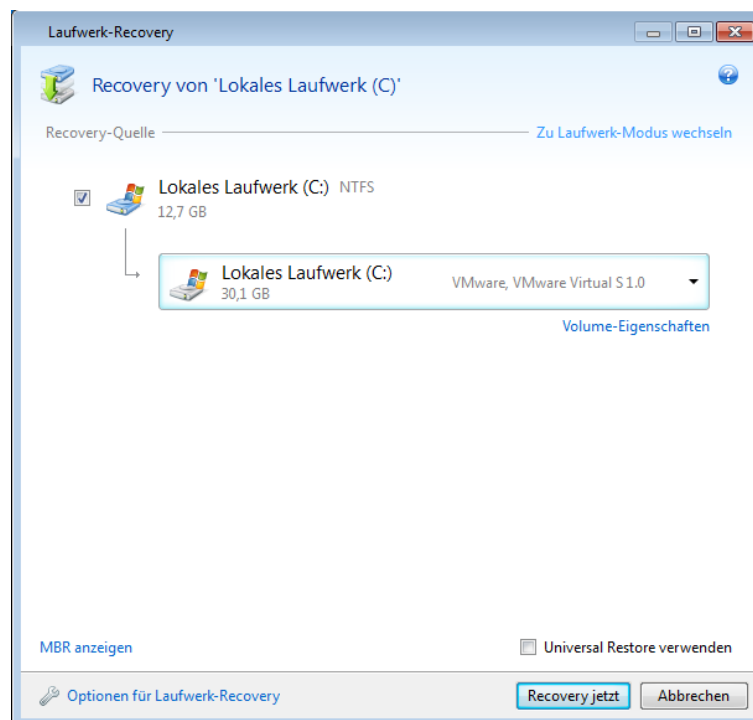 Laufwerk-Recovery
Recovery von 'Lokales Laufwerk (C)'
Recovery-Quelle Zu Laufwerk-Modus wechseln
Lokales Laufwerk (C:) NTFS
12,7 GB
Lokales Laufwerk (C:)
VMware, VMware Virtual S 1.0
30,1 GB
Volume-Eigenschaften
MBR anzeigen Universal Restore verwenden
Optionen für Laufwerk-Recovery Recovery jetzt Abbrechen